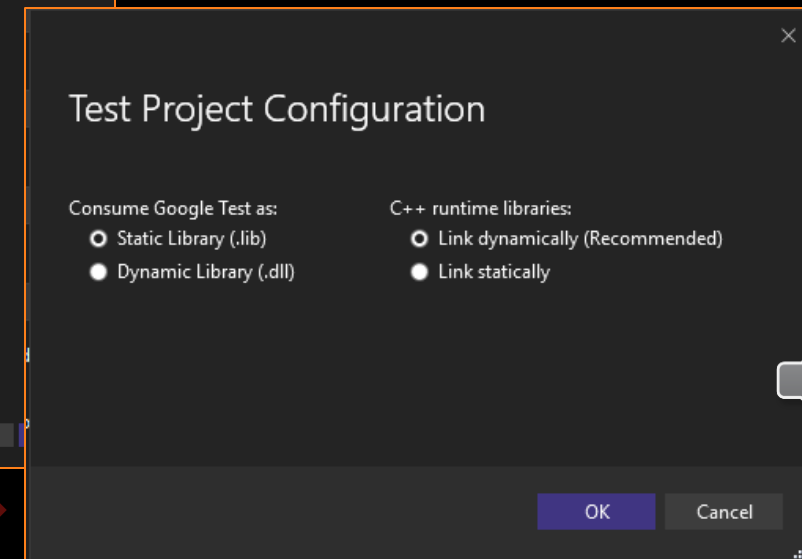 Test Project Configuration
Consume Google Test as:
Static Library (.lib)
Dynamic Library (.dll)
C++ runtime libraries:
Link dynamically (Recommended)
Link statically
OK
Cancel